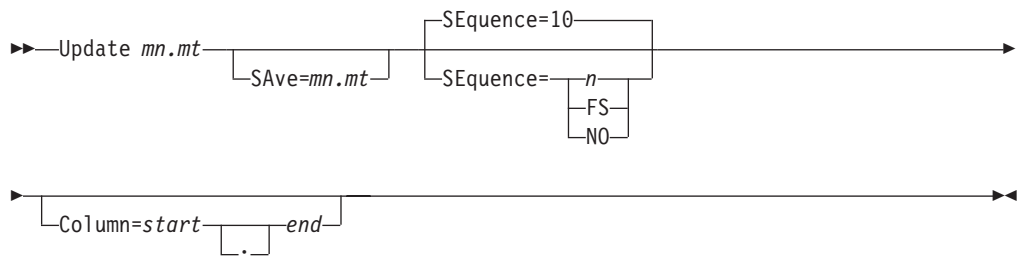 SEquence=10
Update mn.mt
SAve=mn.mt
SEquence= n
FS
NO
Column=start end
.